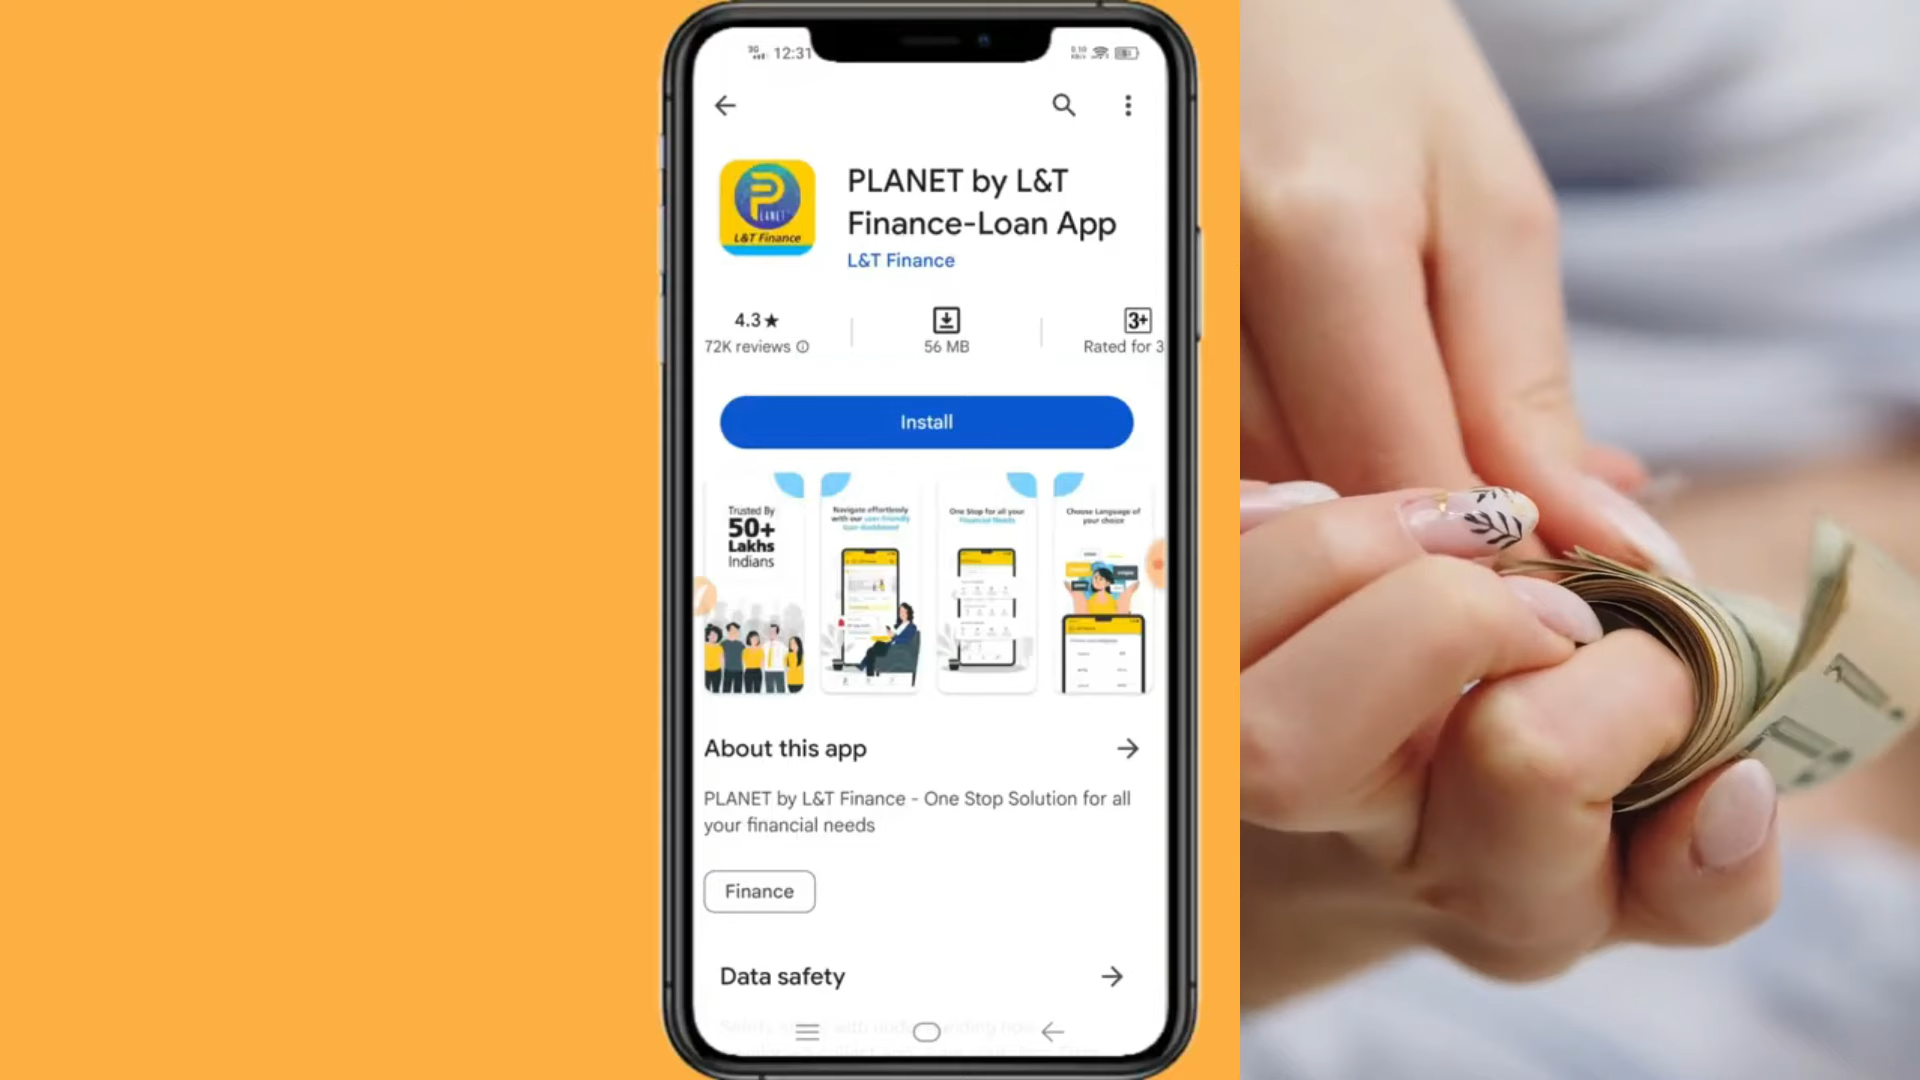 3G
12:31
PLANET by L&T
Finance-Loan App
L&T Finance
PLANET
L&T Finance
4.3★
3+
72K reviews
56 MB
Rated for 3
Install
Trusted By
50+
Lakhs
Indians
Navigate effortlessly
with our user-friendly
loan dashboard
One Stop for all your
Financial Needs
Choose Language of
your choice
About this app
PLANET by L&T Finance - One Stop Solution for all
your financial needs
Finance
Data safety